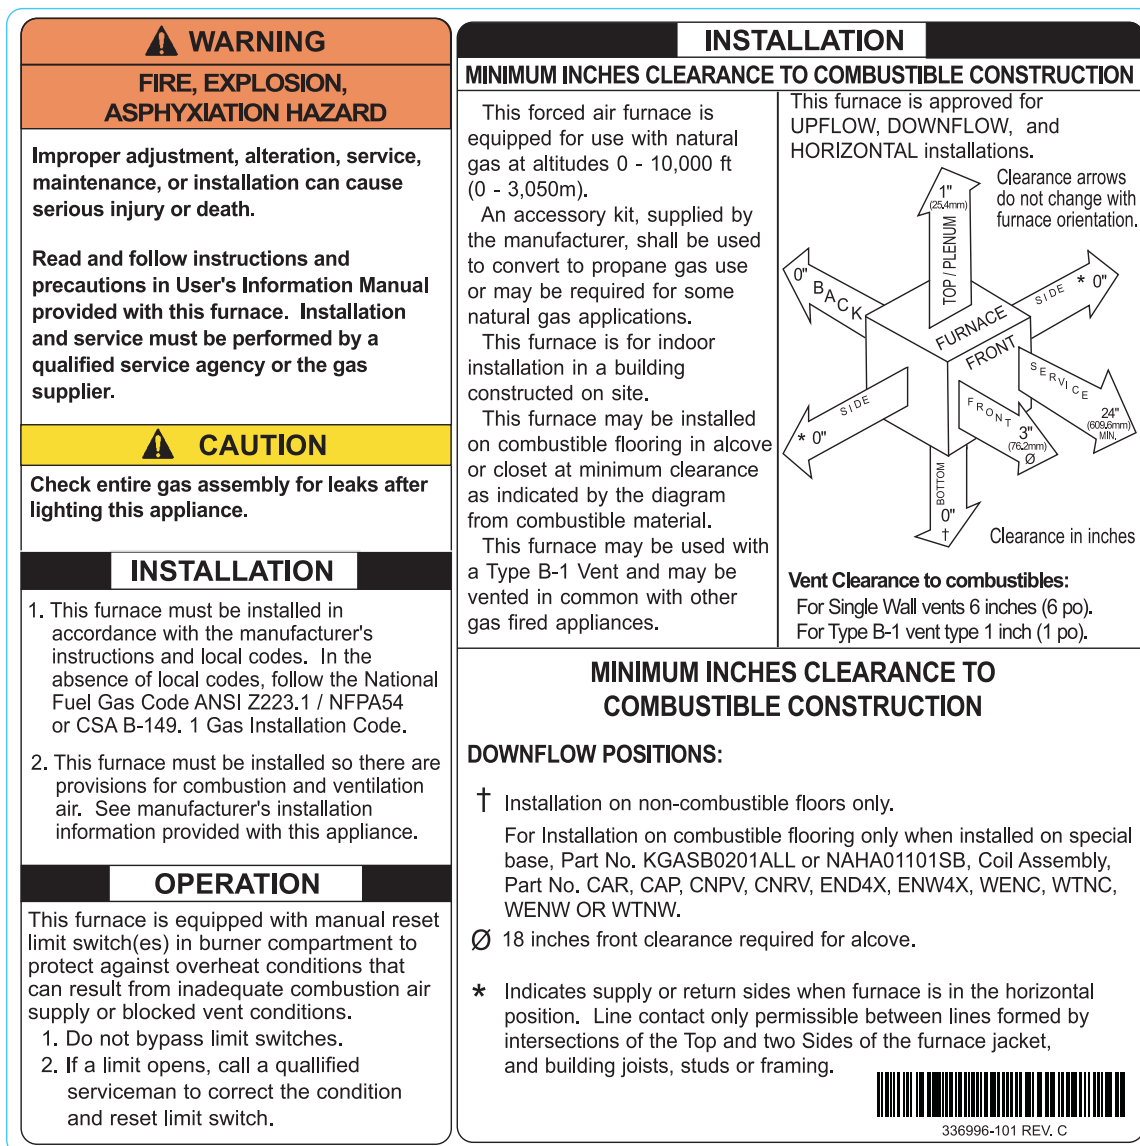 WARNING
FIRE, EXPLOSION,
ASPHYXIATION HAZARD
Improper adjustment, alteration, service,
maintenance, or installation can cause
serious injury or death.
Read and follow instructions and
precautions in User's Information Manual
provided with this furnace. Installation
and service must be performed by a
qualified service agency or the gas
supplier.
CAUTION
Check entire gas assembly for leaks after
lighting this appliance.
INSTALLATION
1. This furnace must be installed in
accordance with the manufacturer's
instructions and local codes. In the
absence of local codes, follow the National
Fuel Gas Code ANSI Z223.1 / NFPA54
or CSA B-149. 1 Gas Installation Code.
2. This furnace must be installed so there are
provisions for combustion and ventilation
air. See manufacturer's installation
information provided with this appliance.
OPERATION
This furnace is equipped with manual reset
limit switch(es) in burner compartment to
protect against overheat conditions that
can result from inadequate combustion air
supply or blocked vent conditions.
1. Do not bypass limit switches.
2. If a limit opens, call a quallified
serviceman to correct the condition
and reset limit switch.
INSTALLATION
MINIMUM INCHES CLEARANCE TO COMBUSTIBLE CONSTRUCTION
This forced air furnace is
equipped for use with natural
gas at altitudes 0 - 10,000 ft
(0 - 3,050m).
An accessory kit, supplied by
the manufacturer, shall be used
to convert to propane gas use
or may be required for some
natural gas applications.
This furnace is for indoor
installation in a building
constructed on site.
This furnace may be installed
on combustible flooring in alcove
or closet at minimum clearance
as indicated by the diagram
from combustible material.
This furnace may be used with
a Type B-1 Vent and may be
vented in common with other
gas fired appliances.
This furnace is approved for
UPFLOW, DOWNFLOW, and
HORIZONTAL installations.
Clearance arrows
do not change with
furnace orientation.
1"
(25.4mm)
TOP / PLENUM
0"
BACK
SIDE * 0"
FURNACE
FRONT
SERVICE
24"
(609.6mm)
MIN.
SIDE
* 0"
FRONT
3"
(76.2mm)
Ø
BOTTOM
0"
†
Clearance in inches
Vent Clearance to combustibles:
For Single Wall vents 6 inches (6 po).
For Type B-1 vent type 1 inch (1 po).
MINIMUM INCHES CLEARANCE TO
COMBUSTIBLE CONSTRUCTION
DOWNFLOW POSITIONS:
† Installation on non-combustible floors only.
For Installation on combustible flooring only when installed on special
base, Part No. KGASB0201ALL or NAHA01101SB, Coil Assembly,
Part No. CAR, CAP, CNPV, CNRV, END4X, ENW4X, WENC, WTNC,
WENW OR WTNW.
Ø 18 inches front clearance required for alcove.
* Indicates supply or return sides when furnace is in the horizontal
position. Line contact only permissible between lines formed by
intersections of the Top and two Sides of the furnace jacket,
and building joists, studs or framing.
336996-101 REV. C